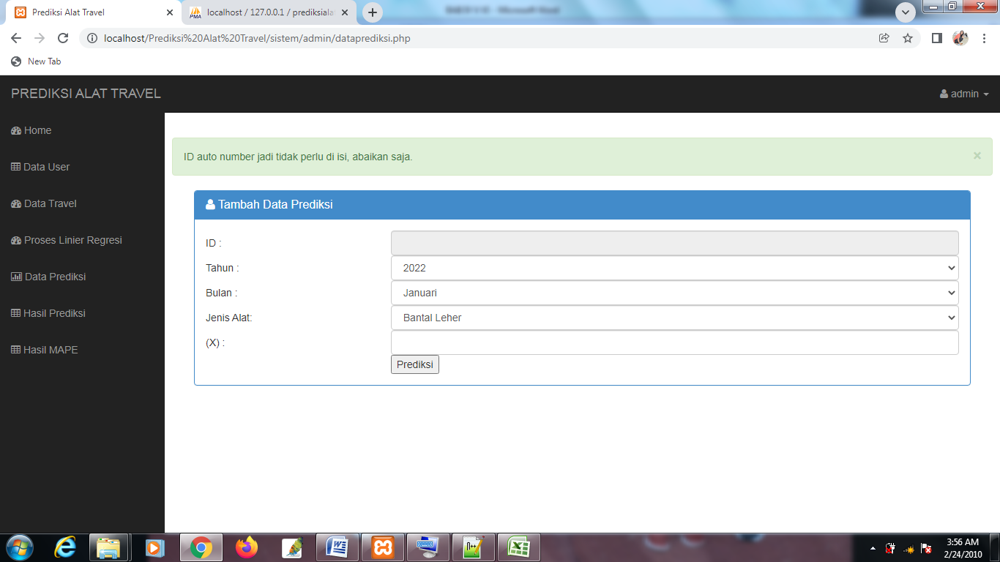 Prediksi Alat Travel
localhost / 127.0.0.1 / prediksiala
localhost/Prediksi%20Alat%20Travel/sistem/admin/dataprediksi.php
New Tab
PREDIKSI ALAT TRAVEL
admin
Home
Data User
Data Travel
Proses Linier Regresi
Data Prediksi
Hasil Prediksi
Hasil MAPE
ID auto number jadi tidak perlu di isi, abaikan saja.
×
Tambah Data Prediksi
ID :
Tahun :
2022
Bulan :
Januari
Jenis Alat:
Bantal Leher
(X) :
Prediksi
3:56 AM
2/24/2010